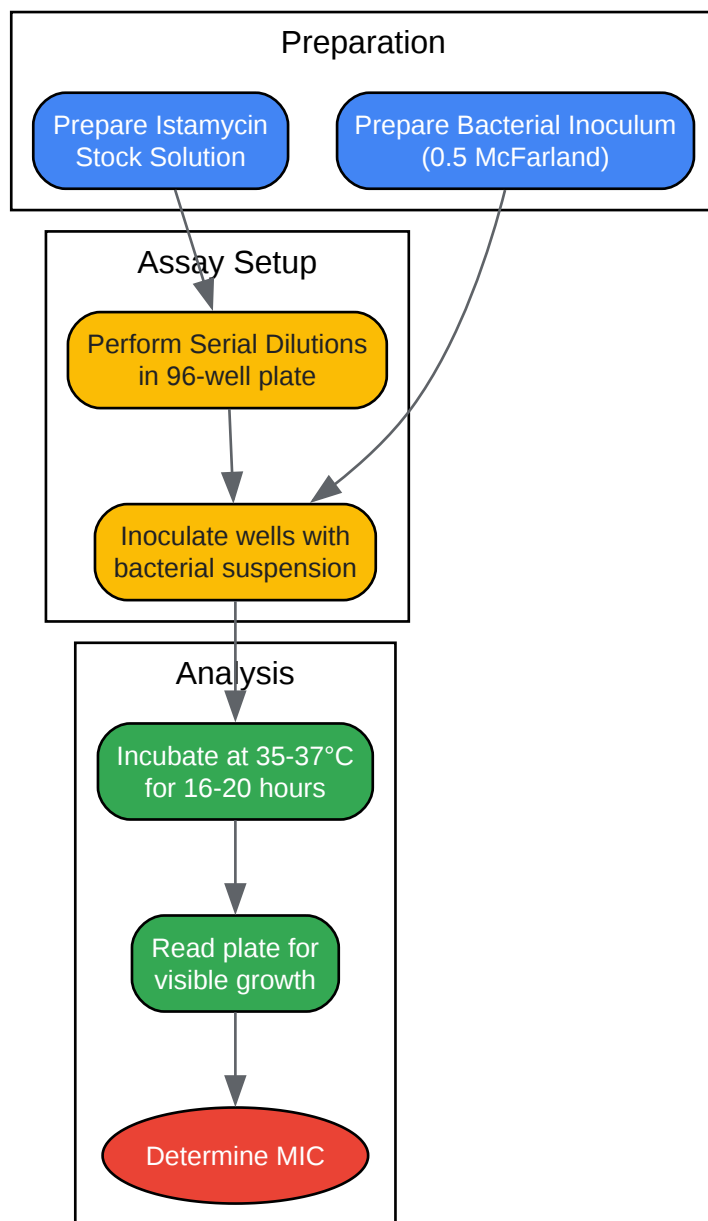 Preparation
Prepare Istamycin
Stock Solution
Prepare Bacterial Inoculum
(0.5 McFarland)
Assay Setup
Perform Serial Dilutions
in 96-well plate
Inoculate wells with
bacterial suspension
Analysis
Incubate at 35-37°C
for 16-20 hours
Read plate for
visible growth
Determine MIC